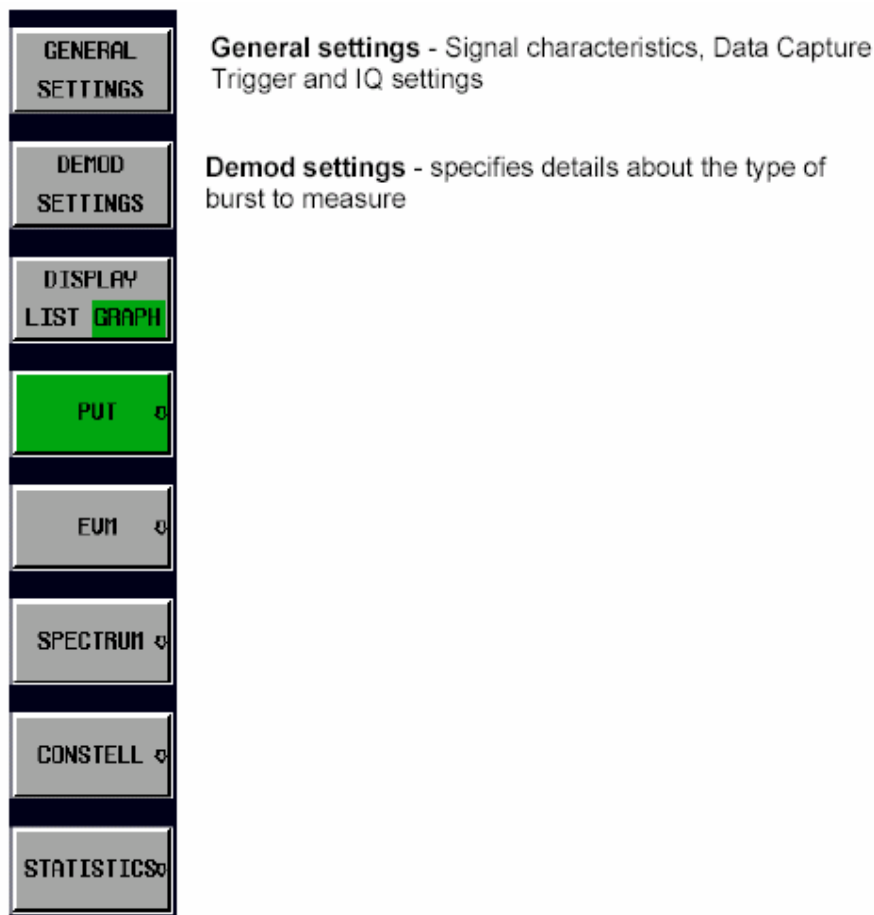 GENERAL
SETTINGS
General settings - Signal characteristics, Data Capture
Trigger and IQ settings
DEMOD
SETTINGS
Demod settings - specifies details about the type of
burst to measure
DISPLAY
LIST GRAPH
PVT
EVM
SPECTRUM
CONSTELL
STATISTICS